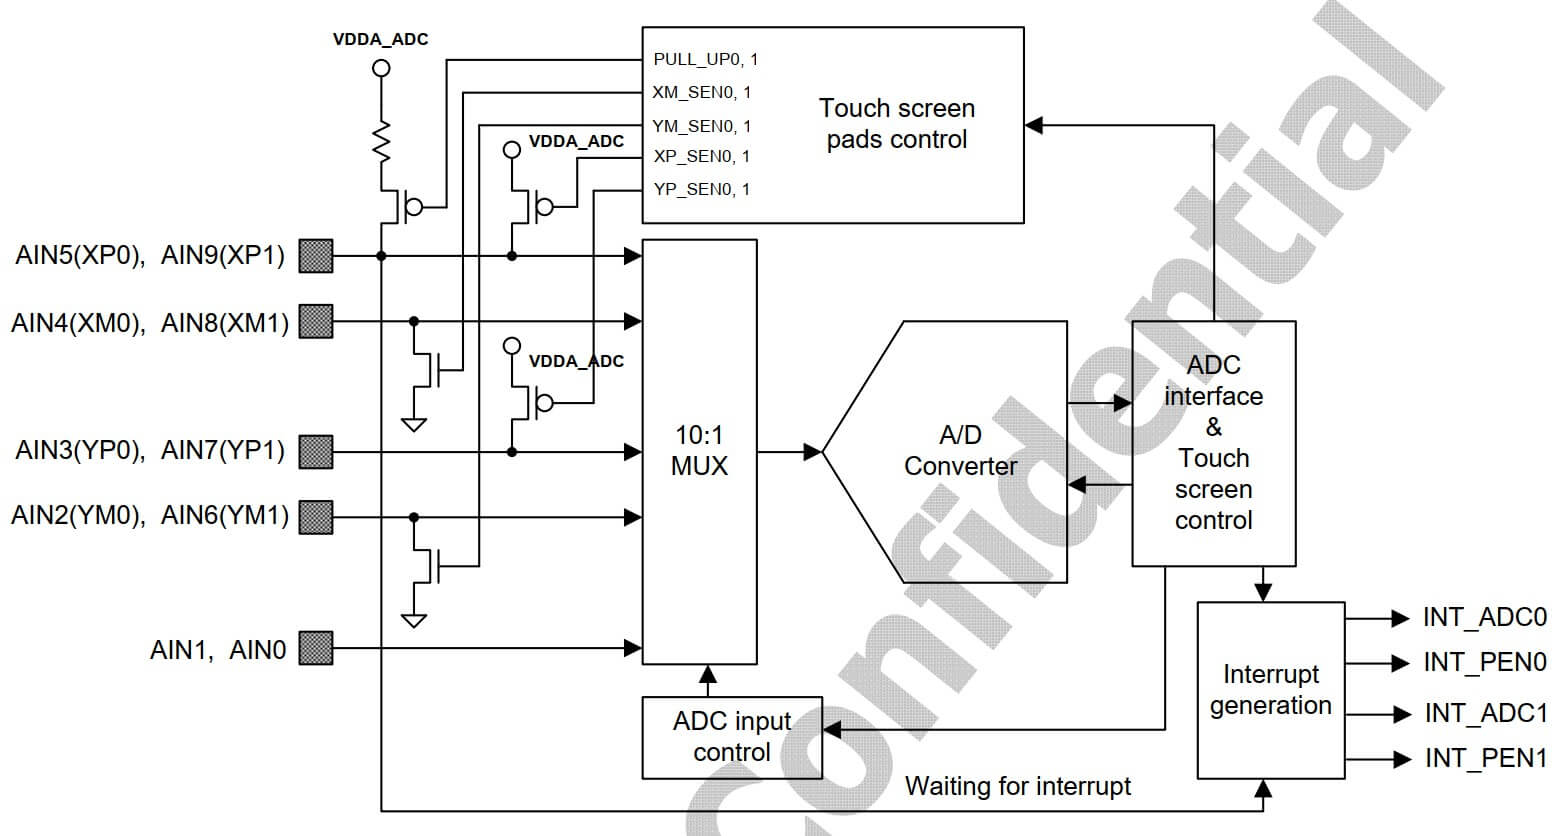 VDDA_ADC
PULL_UP0, 1
XM_SEN0, 1
YM_SEN0, 1
XP_SEN0, 1
YP_SEN0, 1
Touch screen
pads control
VDDA_ADC
AIN5(XP0), AIN9(XP1)
AIN4(XM0), AIN8(XM1)
VDDA_ADC
AIN3(YP0), AIN7(YP1)
AIN2(YM0), AIN6(YM1)
AIN1, AIN0
10:1
MUX
A/D
Converter
ADC
interface
&
Touch
screen
control
ADC input
control
Interrupt
generation
INT_ADC0
INT_PEN0
INT_ADC1
INT_PEN1
Waiting for interrupt
Confidential